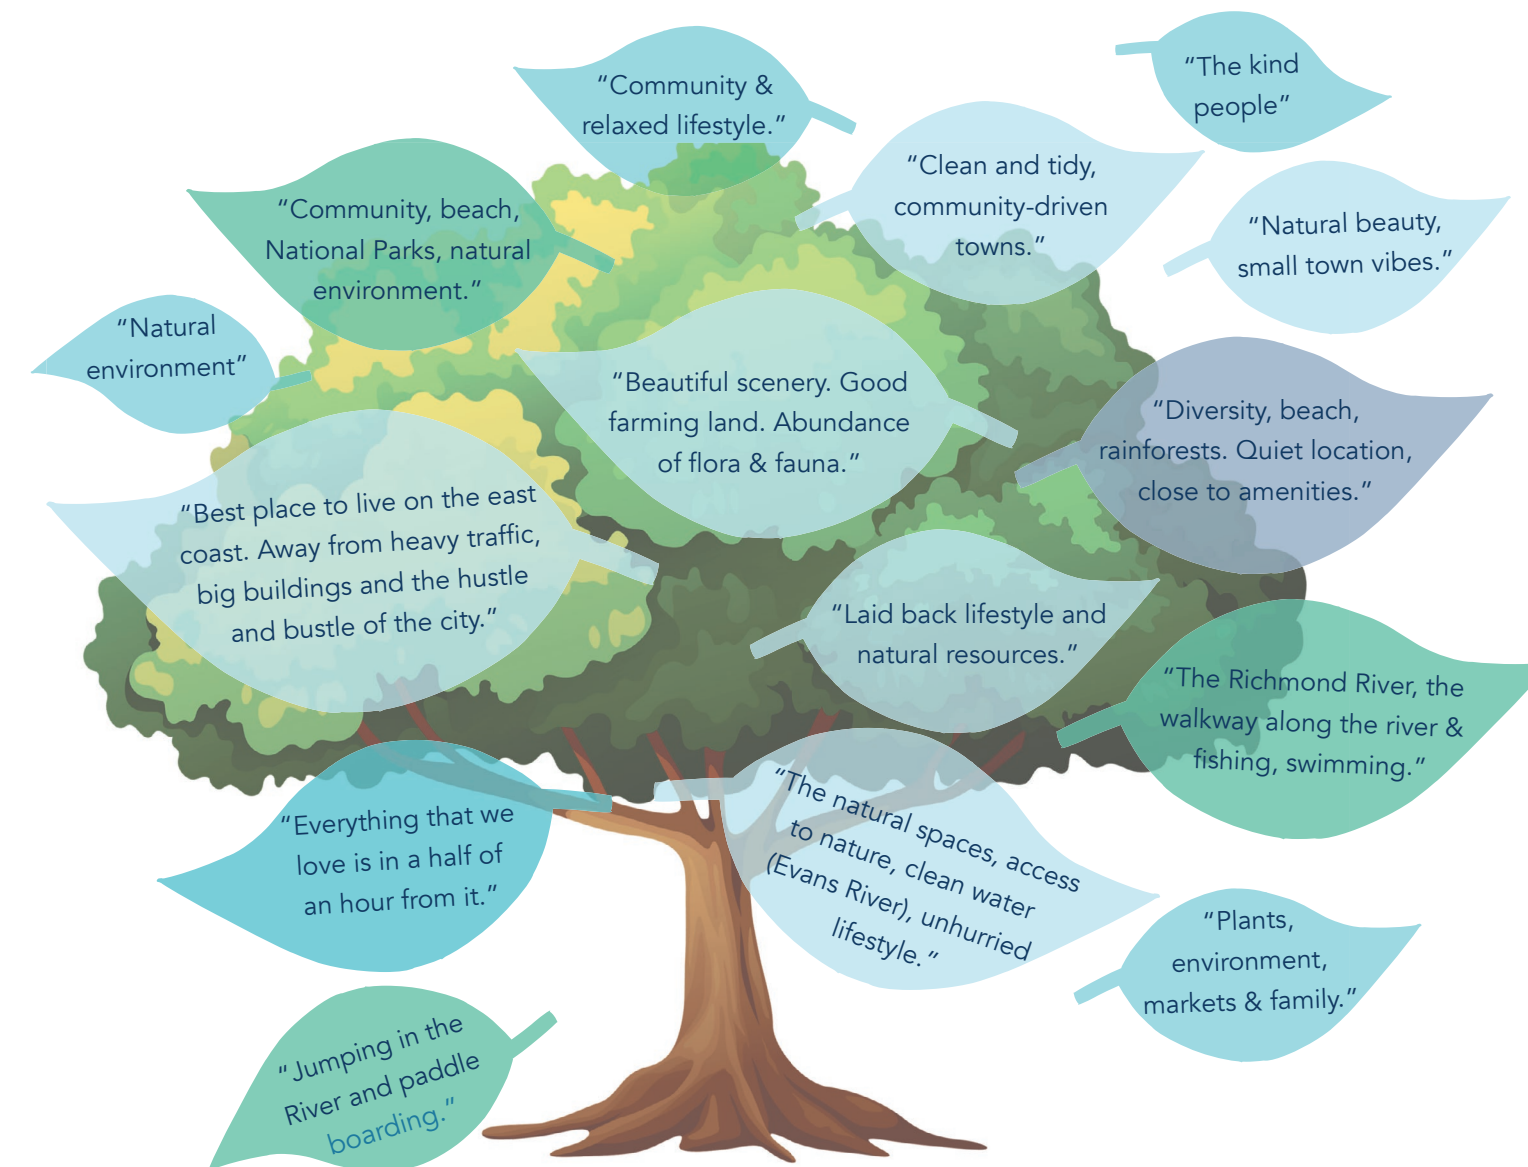 “Community &
relaxed lifestyle.”
“The kind
people”
“Clean and tidy,
community-driven
towns.”
“Community, beach,
National Parks, natural
environment.”
“Natural beauty,
small town vibes.”
“Natural
environment”
“Beautiful scenery. Good
farming land. Abundance
of flora & fauna.”
“Diversity, beach,
rainforests. Quiet location,
close to amenities.”
“Best place to live on the east
coast. Away from heavy traffic,
big buildings and the hustle
and bustle of the city.”
“Laid back lifestyle and
natural resources.”
“The Richmond River, the
walkway along the river &
fishing, swimming.”
“Everything that we
love is in a half of
an hour from it.”
“The natural spaces, access
to nature, clean water
(Evans River), unhurried
lifestyle.”
“Plants,
environment,
markets & family.”
“Jumping in the
River and paddle
boarding.”